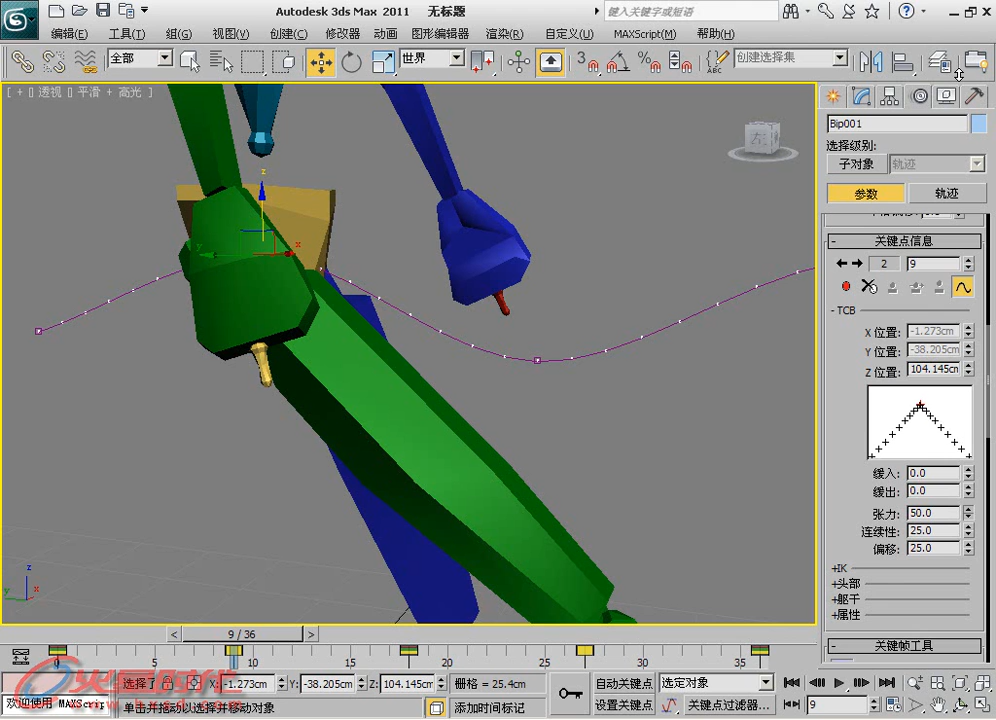 Autodesk 3ds Max 2011 无标题
键入关键字或短语
编辑(E) 工具(T) 组(G) 视图(V) 创建(C) 修改器 动画 图形编辑器 渲染(R) 自定义(U) MAXScript(M) 帮助(H)
全部 世界 3 ABC 创建选择集
[ + [] 透视 [] 平滑 + 高光 ]
Bip001
选择级别:
子对象 轨迹
参数 轨迹
- 关键点信息
2 9
- TCB
X 位置: -1.273cm
Y 位置: -38.205cm
Z 位置: 104.145cm
缓入: 0.0
缓出: 0.0
张力: 50.0
连续性: 25.0
偏移: 25.0
+IK
+头部
+躯干
+属性
- 关键帧工具
z
x
y
z
x
y
< 9 / 36 >
0 5 10 15 20 25 30 35
选择了 X: -1.273cm Y: -38.205cm Z: 104.145cm 栅格 = 25.4cm 自动关键点 选定对象
欢迎使用 MAXScrip 单击并拖动以选择并移动对象 添加时间标记 设置关键点 关键点过滤器... 9
火星时代